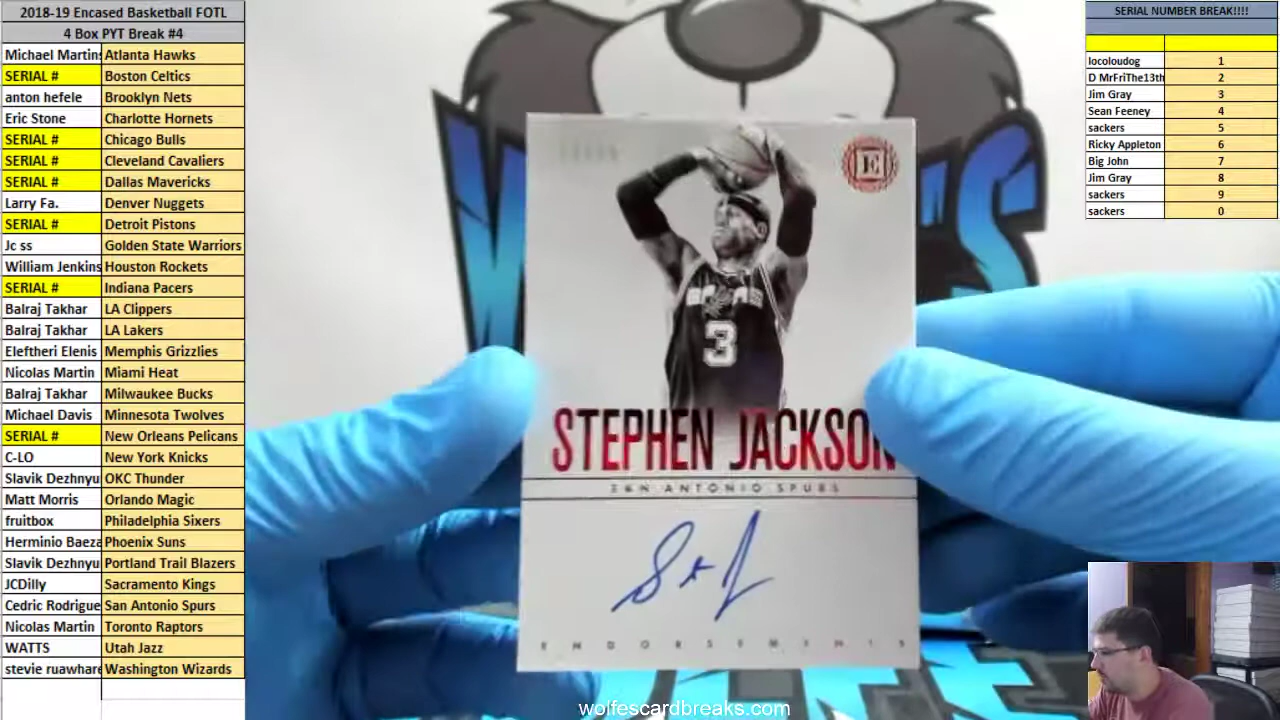 2018-19 Encased Basketball FOTL
4 Box PYT Break #4
Michael Martins Atlanta Hawks
SERIAL # Boston Celtics
anton hefele Brooklyn Nets
Eric Stone Charlotte Hornets
SERIAL # Chicago Bulls
SERIAL # Cleveland Cavaliers
SERIAL # Dallas Mavericks
Larry Fa. Denver Nuggets
SERIAL # Detroit Pistons
Jc ss Golden State Warriors
William Jenkins Houston Rockets
SERIAL # Indiana Pacers
Balraj Takhar LA Clippers
Balraj Takhar LA Lakers
Eleftheri Elenis Memphis Grizzlies
Nicolas Martin Miami Heat
Balraj Takhar Milwaukee Bucks
Michael Davis Minnesota Twolves
SERIAL # New Orleans Pelicans
C-LO New York Knicks
Slavik Dezhnyu OKC Thunder
Matt Morris Orlando Magic
fruitbox Philadelphia Sixers
Herminio Baeza Phoenix Suns
Slavik Dezhnyu Portland Trail Blazers
JCDilly Sacramento Kings
Cedric Rodrigue San Antonio Spurs
Nicolas Martin Toronto Raptors
WATTS Utah Jazz
stevie ruawhare Washington Wizards
E
3
STEPHEN JACKSON
SAN ANTONIO SPURS
ENDORSEMENTS
wolfescardbreaks.com
SERIAL NUMBER BREAK!!!!
locoloudog 1
D MrFriThe13th 2
Jim Gray 3
Sean Feeney 4
sackers 5
Ricky Appleton 6
Big John 7
Jim Gray 8
sackers 9
sackers 0